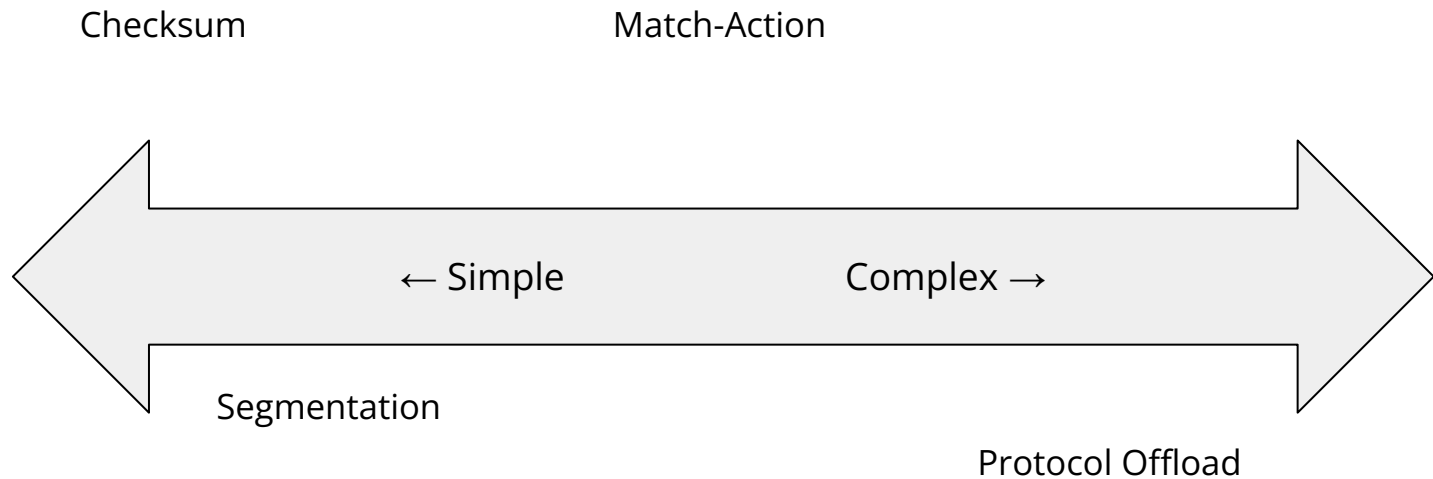 Checksum
Match-Action
← Simple
Complex →
Segmentation
Protocol Offload